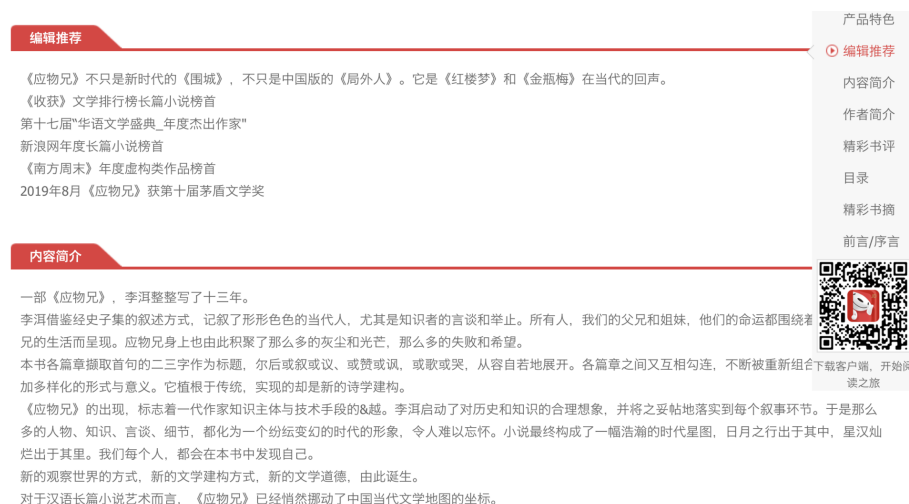 产品特色
编辑推荐
编辑推荐
内容简介
作者简介
精彩书评
目录
精彩书摘
前言/序言
《应物兄》不只是新时代的《围城》，不只是中国版的《局外人》。它是《红楼梦》和《金瓶梅》在当代的回声。
《收获》文学排行榜长篇小说榜首
第十七届“华语文学盛典_年度杰出作家"
新浪网年度长篇小说榜首
《南方周末》年度虚构类作品榜首
2019年8月《应物兄》获第十届茅盾文学奖
内容简介
一部《应物兄》，李洱整整写了十三年。
李洱借鉴经史子集的叙述方式，记叙了形形色色的当代人，尤其是知识者的言谈和举止。所有人，我们的父兄和姐妹，他们的命运都围绕着
兄的生活而呈现。应物兄身上也由此积聚了那么多的灰尘和光芒，那么多的失败和希望。
本书各篇章撷取首句的二三字作为标题，尔后或叙或议、或赞或讽，或歌或哭，从容自若地展开。各篇章之间又互相勾连，不断被重新组合
加多样化的形式与意义。它植根于传统，实现的却是新的诗学建构。
《应物兄》的出现，标志着一代作家知识主体与技术手段的&越。李洱启动了对历史和知识的合理想象，并将之妥帖地落实到每个叙事环节。于是那么
多的人物、知识、言谈、细节，都化为一个纷纭变幻的时代的形象，令人难以忘怀。小说最终构成了一幅浩瀚的时代星图，日月之行出于其中，星汉灿
烂出于其里。我们每个人，都会在本书中发现自己。
新的观察世界的方式，新的文学建构方式，新的文学道德，由此诞生。
对于汉语长篇小说艺术而言，《应物兄》已经悄然挪动了中国当代文学地图的坐标。
下载客户端，开始阅
读之旅